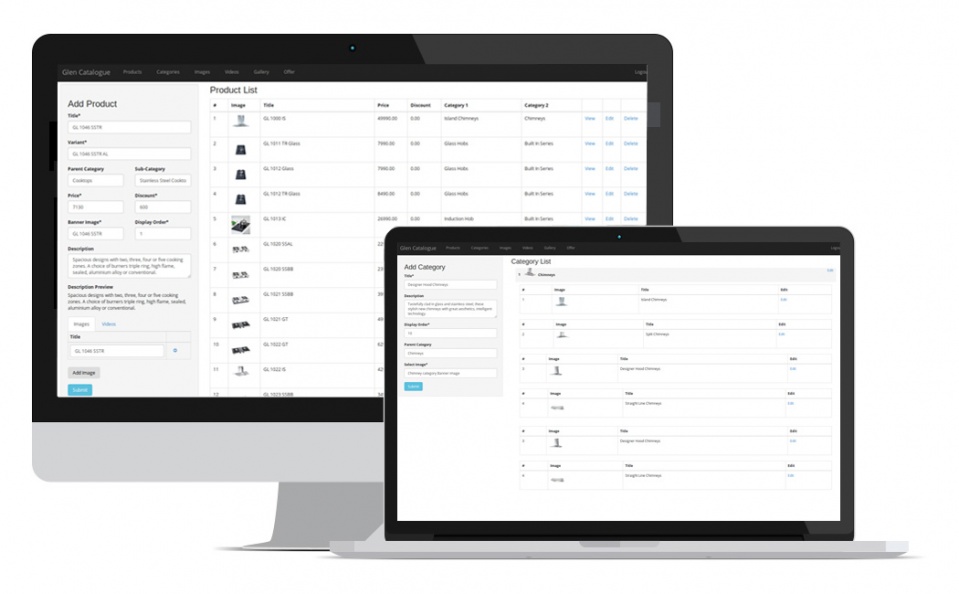 Glen Catalogue Products Categories Images Videos Gallery Offer Logou
Add Product
Title*
GL 1046 SSTR
Variant*
GL 1046 SSTR AL
Parent Category Sub-Category
Cooktops Stainless Steel Cookto
Price* Discount*
7130 600
Banner Image* Display Order*
GL 1046 SSTR 1
Description
Spacious designs with two, three, four or five cooking
zones. A choice of burners triple ring, high flame,
sealed, aluminium alloy or conventional.
Description Preview
Spacious designs with two, three, four or five cooking
zones. A choice of burners triple ring, high flame, sealed,
aluminium alloy or conventional.
Images Videos
Title
GL 1046 SSTR
Add Image
Submit
Product List
# Image Title Price Discount Category 1 Category 2
1 GL 1000 IS 49990.00 0.00 Island Chimneys Chimneys View Edit Delete
2 GL 1011 TR Glass 7990.00 0.00 Glass Hobs Built In Series View Edit Delete
3 GL 1012 Glass 7990.00 0.00 Glass Hobs Built In Series View Edit Delete
4 GL 1012 TR Glass 8490.00 0.00 Glass Hobs Built In Series View Edit Delete
5 GL 1013 IC 26990.00 0.00 Induction Hob Built In Series View Edit Delete
6 GL 1020 SSAL 22
7 GL 1020 SSBB 23
8 GL 1021 SSBB
9 GL 1021 GT 49
10 GL 1022 GT 62
11 GL 1022 IS 42
12 GL 1023 SSBB 34
Glen Catalogue Products Categories Images Videos Gallery Offer Logou
Add Category
Title*
Designer Hood Chimneys
Description
Tastefully clad in glass and stainless steel, these
stylish new chimneys with great aesthetics, intelligent
technology
Display Order*
10
Parent Category
Chimneys
Select Image*
Chimney Category Banner Image
Submit
Category List
Chimneys Edit
# Image Title Edit
1 Island Chimneys Edit
# Image Title Edit
2 Split Chimneys Edit
# Image Title Edit
3 Designer Hood Chimneys Edit
# Image Title Edit
4 Straight Line Chimneys Edit
# Image Title Edit
3 Designer Hood Chimneys Edit
# Image Title Edit
4 Straight Line Chimneys Edit